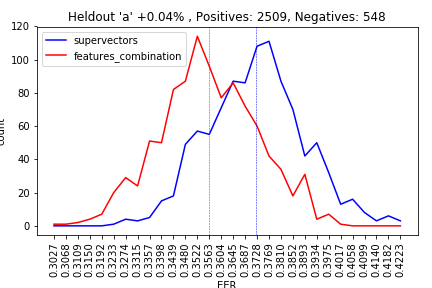 Heldout 'a' +0.04% , Positives: 2509, Negatives: 548
supervectors
features_combination
120
100
80
60
40
20
0
count
0.3027 0.3068 0.3109 0.3150 0.3192 0.3233 0.3274 0.3315 0.3357 0.3398 0.3439 0.3480 0.3522 0.3563 0.3604 0.3645 0.3687 0.3728 0.3769 0.3810 0.3852 0.3893 0.3934 0.3975 0.4017 0.4058 0.4099 0.4140 0.4182 0.4223
EER